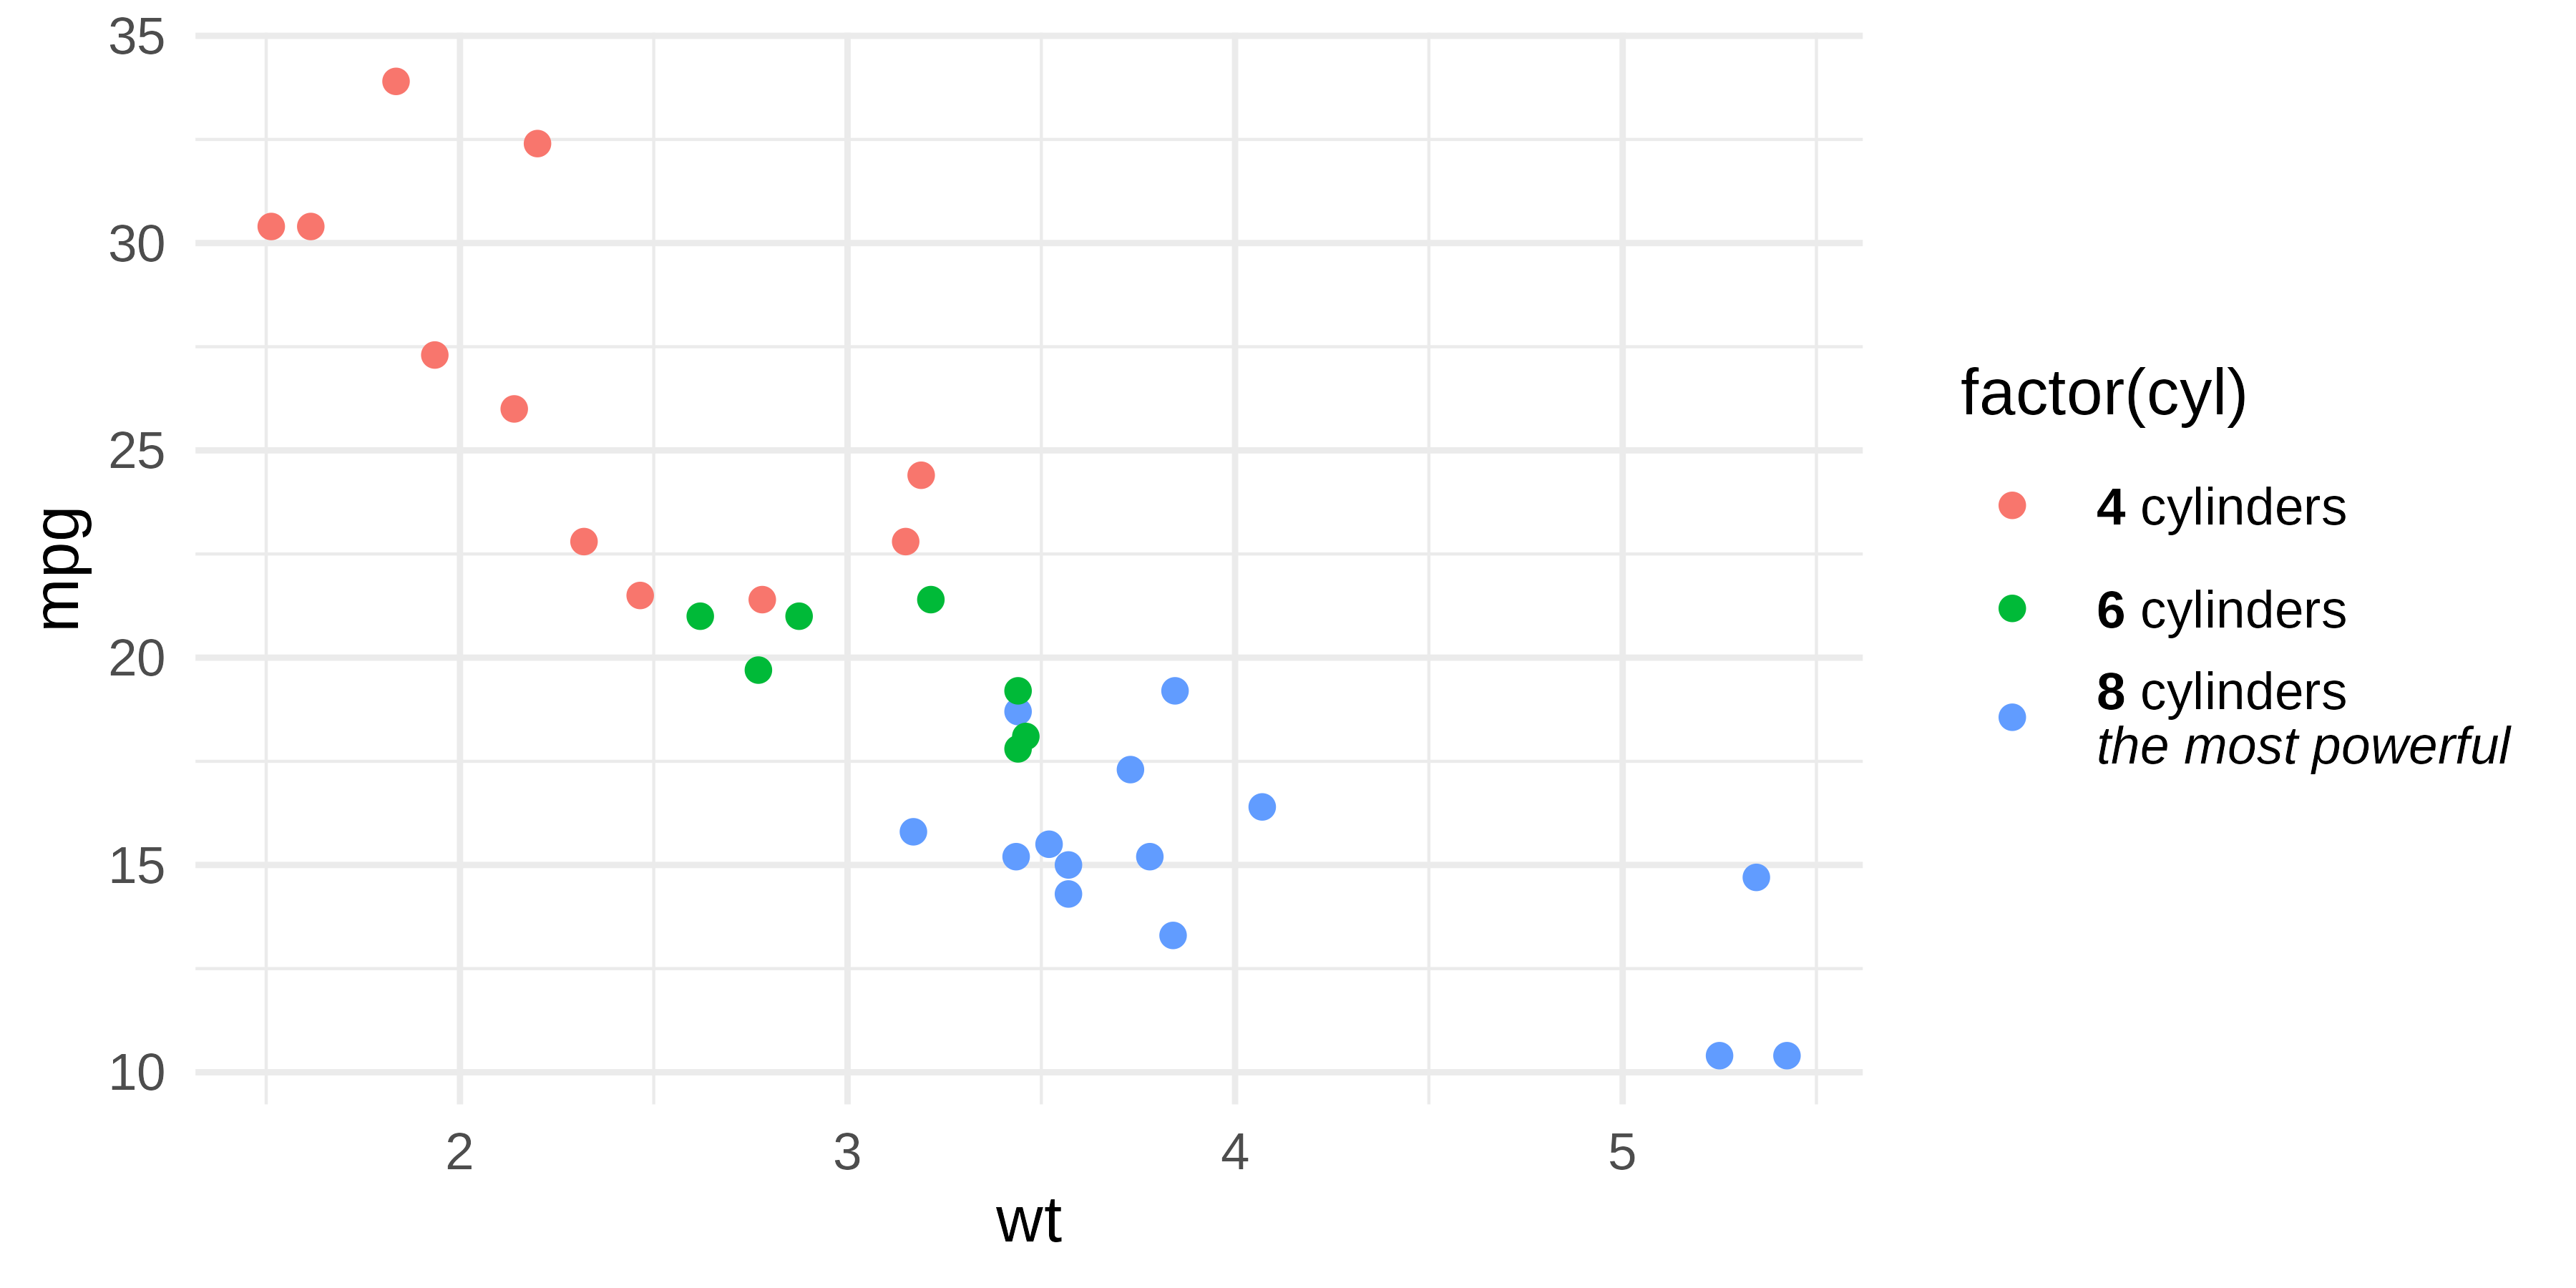 35
30
25
20
15
10
mpg
2
3
4
5
wt
factor(cyl)
4 cylinders
6 cylinders
8 cylinders
the most powerful